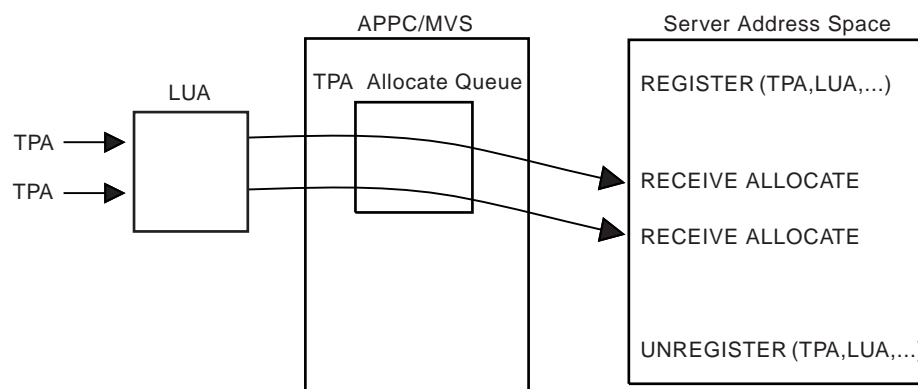 APPC/MVS
Server Address Space
TPA Allocate Queue
REGISTER (TPA,LUA,...)
LUA
TPA
TPA
RECEIVE ALLOCATE
RECEIVE ALLOCATE
UNREGISTER (TPA,LUA,...)